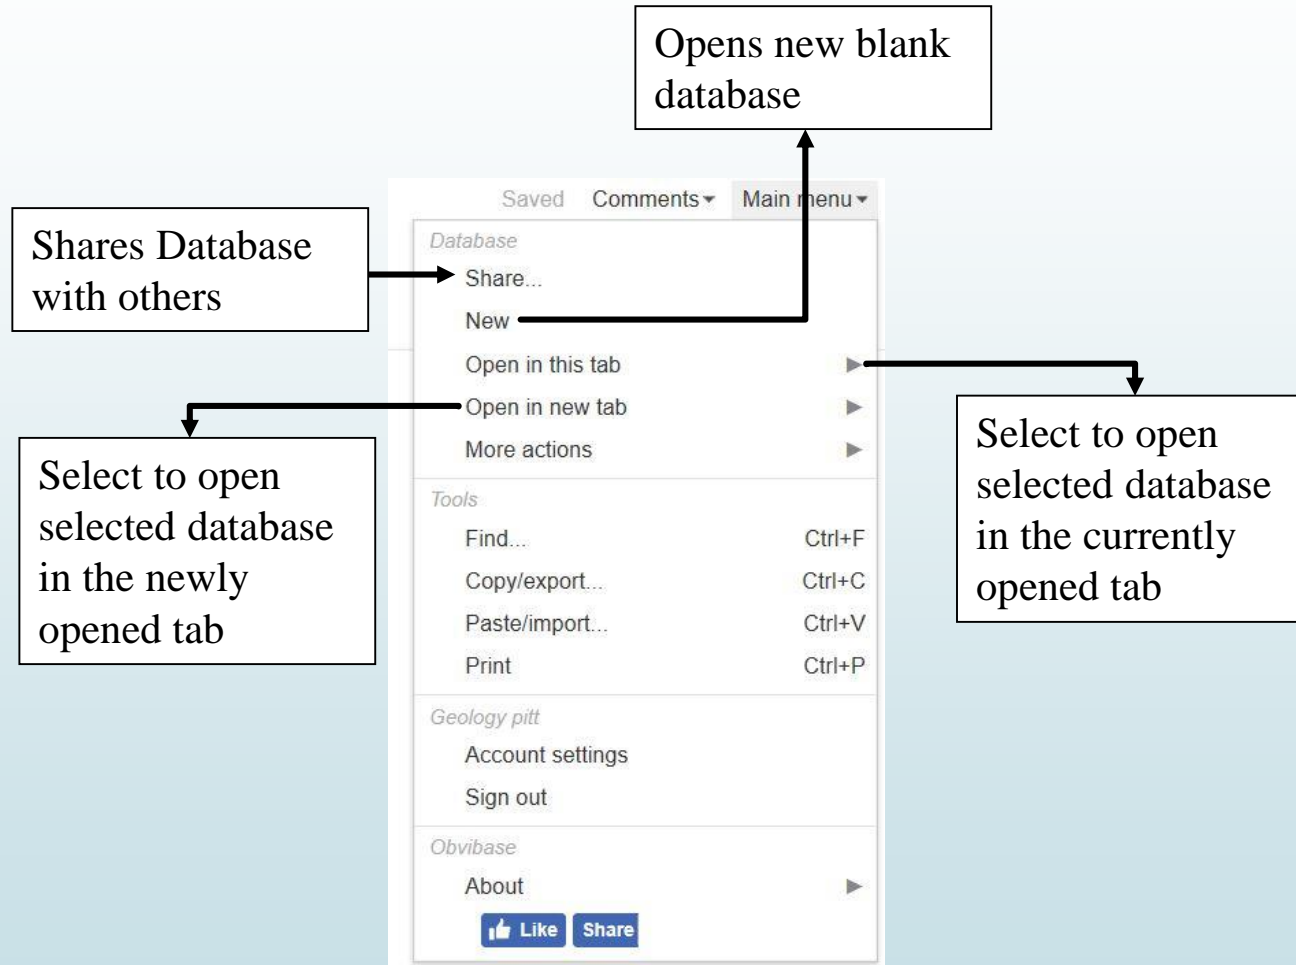 Opens new blank
database
Saved Comments Main menu
Shares Database
with others
Database
Share...
New
Open in this tab
Open in new tab
More actions
Select to open
selected database
in the newly
opened tab
Select to open
selected database
in the currently
opened tab
Tools
Find... Ctrl+F
Copy/export... Ctrl+C
Paste/import... Ctrl+V
Print Ctrl+P
Geology pitt
Account settings
Sign out
Obvibase
About
Like Share